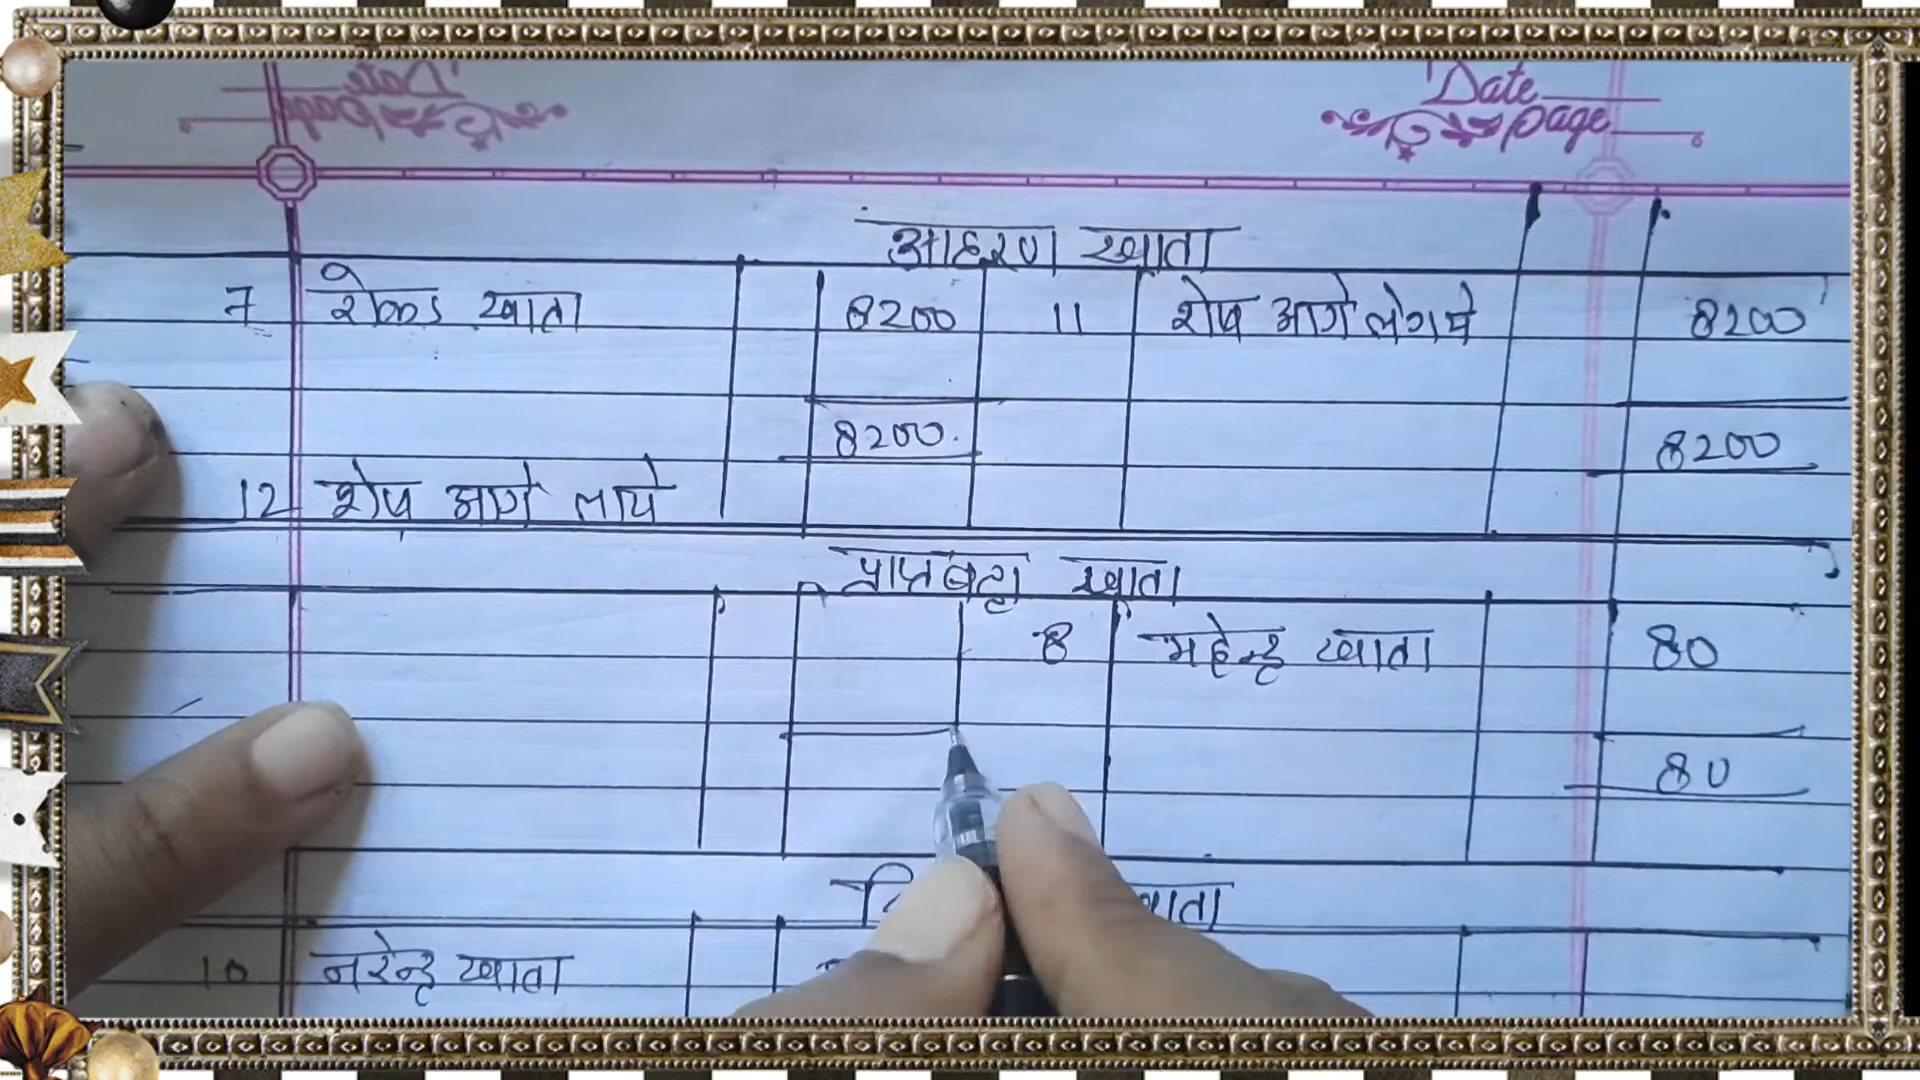 Date
Page
आहरण खाता
7 रोकड खाता 8200 11 शेष आगे लेगये 8200
8200. 8200
12 शेष आगे लाये
प्राप्त बट्टा खाता
8 महेन्द्र खाता 80
80
खाता
10 नरेन्द्र खाता